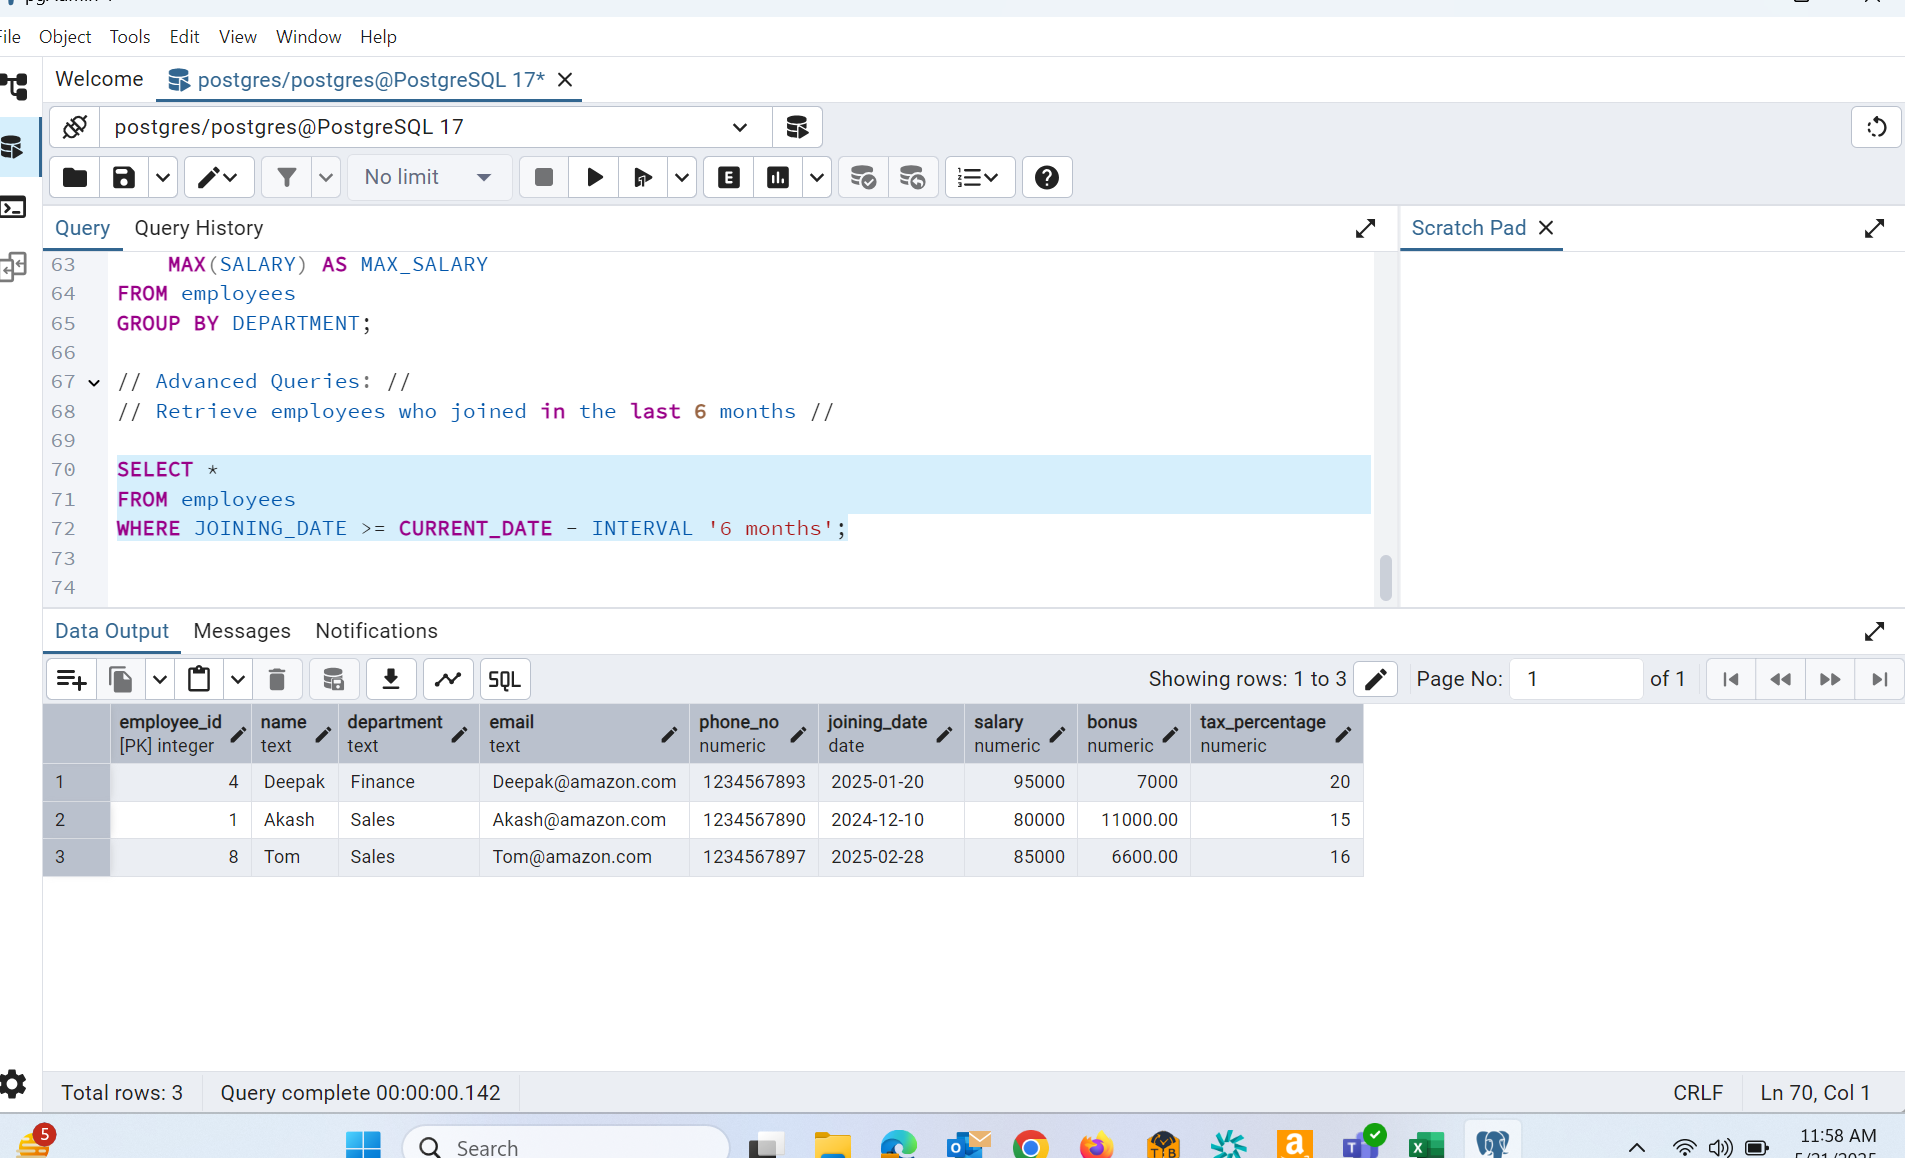 File Object Tools Edit View Window Help
Welcome postgres/postgres@PostgreSQL 17*
postgres/postgres@PostgreSQL 17
No limit
Query Query History Scratch Pad
63 MAX(SALARY) AS MAX_SALARY
64 FROM employees
65 GROUP BY DEPARTMENT;
66
67 // Advanced Queries: //
68 // Retrieve employees who joined in the last 6 months //
69
70 SELECT *
71 FROM employees
72 WHERE JOINING_DATE >= CURRENT_DATE - INTERVAL '6 months';
73
74
Data Output Messages Notifications
SQL Showing rows: 1 to 3 Page No: 1 of 1
employee_id name department email phone_no joining_date salary bonus tax_percentage
[PK] integer text text text numeric date numeric numeric numeric
1 4 Deepak Finance Deepak@amazon.com 1234567893 2025-01-20 95000 7000 20
2 1 Akash Sales Akash@amazon.com 1234567890 2024-12-10 80000 11000.00 15
3 8 Tom Sales Tom@amazon.com 1234567897 2025-02-28 85000 6600.00 16
Total rows: 3 Query complete 00:00:00.142 CRLF Ln 70, Col 1
5 Search 11:58 AM